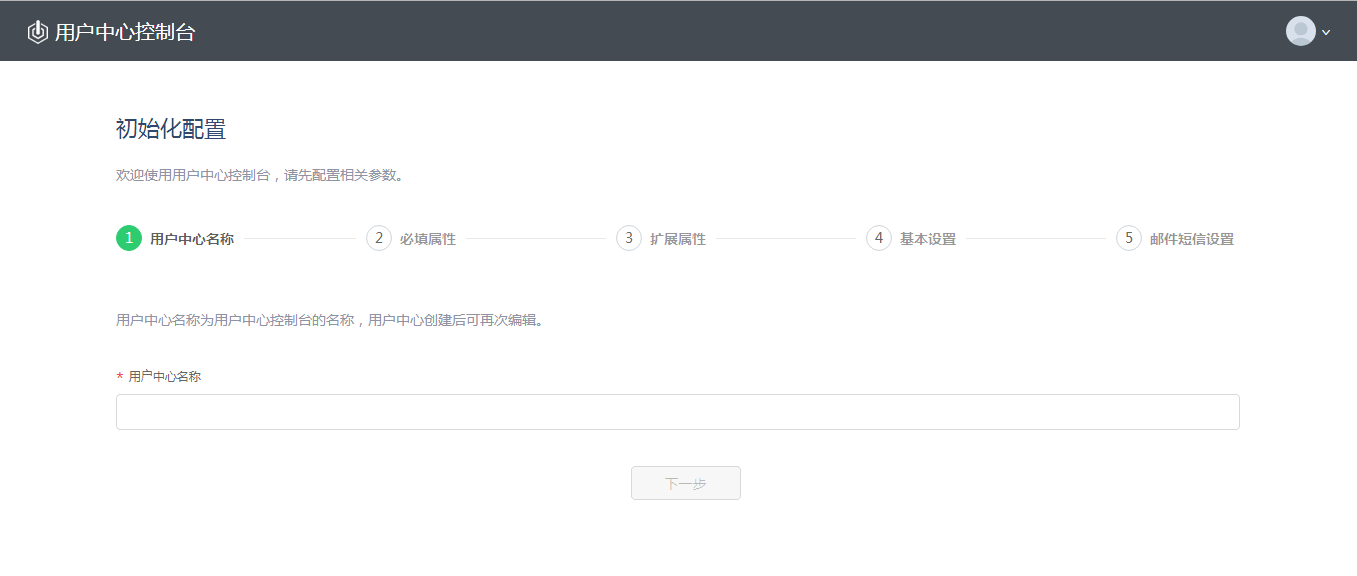 用户中心控制台
初始化配置
欢迎使用用户中心控制台，请先配置相关参数。
1 用户中心名称 2 必填属性 3 扩展属性 4 基本设置 5 邮件短信设置
用户中心名称为用户中心控制台的名称，用户中心创建后可再次编辑。
* 用户中心名称
下一步